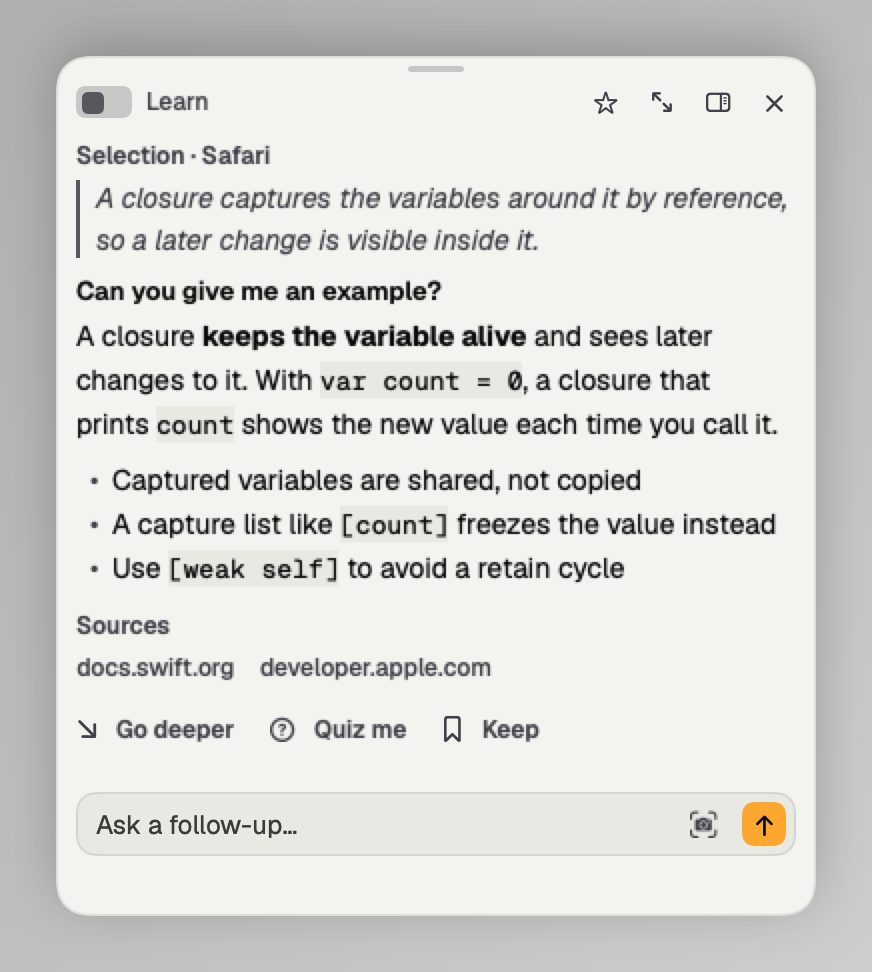 Learn
Selection · Safari
A closure captures the variables around it by reference,
so a later change is visible inside it.
Can you give me an example?
A closure keeps the variable alive and sees later
changes to it. With var count = 0, a closure that
prints count shows the new value each time you call it.
• Captured variables are shared, not copied
• A capture list like [count] freezes the value instead
• Use [weak self] to avoid a retain cycle
Sources
docs.swift.org developer.apple.com
Go deeper Quiz me Keep
Ask a follow-up…